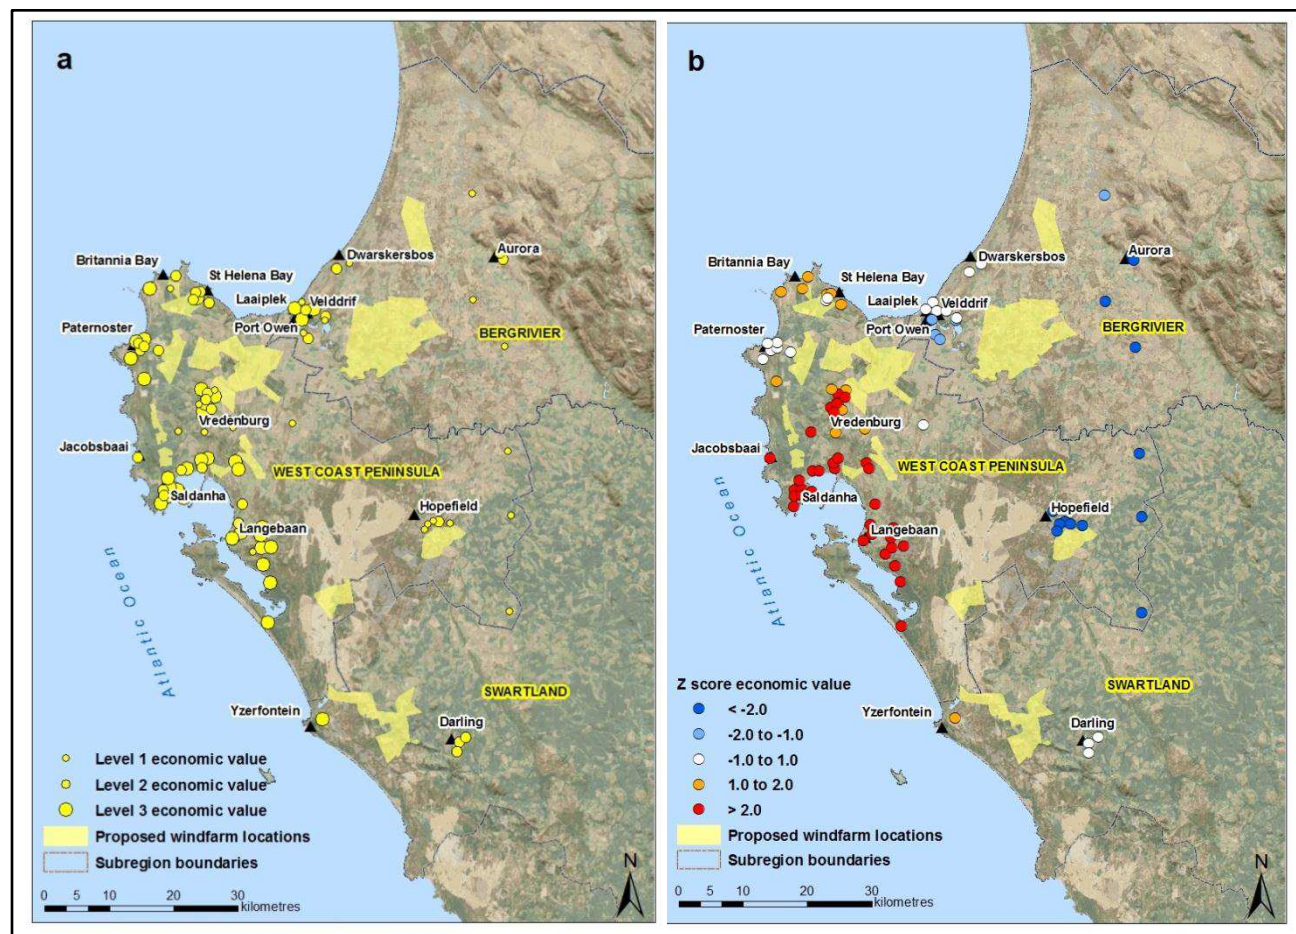 a
Britannia Bay
St Helena Bay
Dwarskersbos
Aurora
Laaiplek
Velddrif
Port Owen
Paternoster
BERGRIVIER
Vredenburg
Jacobsbaai
WEST COAST PENINSULA
Saldanha
Hopefield
Langebaan
Atlantic Ocean
SWARTLAND
Yzerfontein
Darling
Level 1 economic value
Level 2 economic value
Level 3 economic value
Proposed windfarm locations
Subregion boundaries
0 10 20 30
kilometres
N
b
Britannia Bay
St Helena Bay
Dwarskersbos
Aurora
Laaiplek
Velddrif
Port Owen
Paternoster
BERGRIVIER
Vredenburg
Jacobsbaai
WEST COAST PENINSULA
Saldanha
Hopefield
Langebaan
Atlantic Ocean
SWARTLAND
Yzerfontein
Darling
Z score economic value
< -2.0
-2.0 to -1.0
-1.0 to 1.0
1.0 to 2.0
> 2.0
Proposed windfarm locations
Subregion boundaries
0 10 20 30
kilometres
N